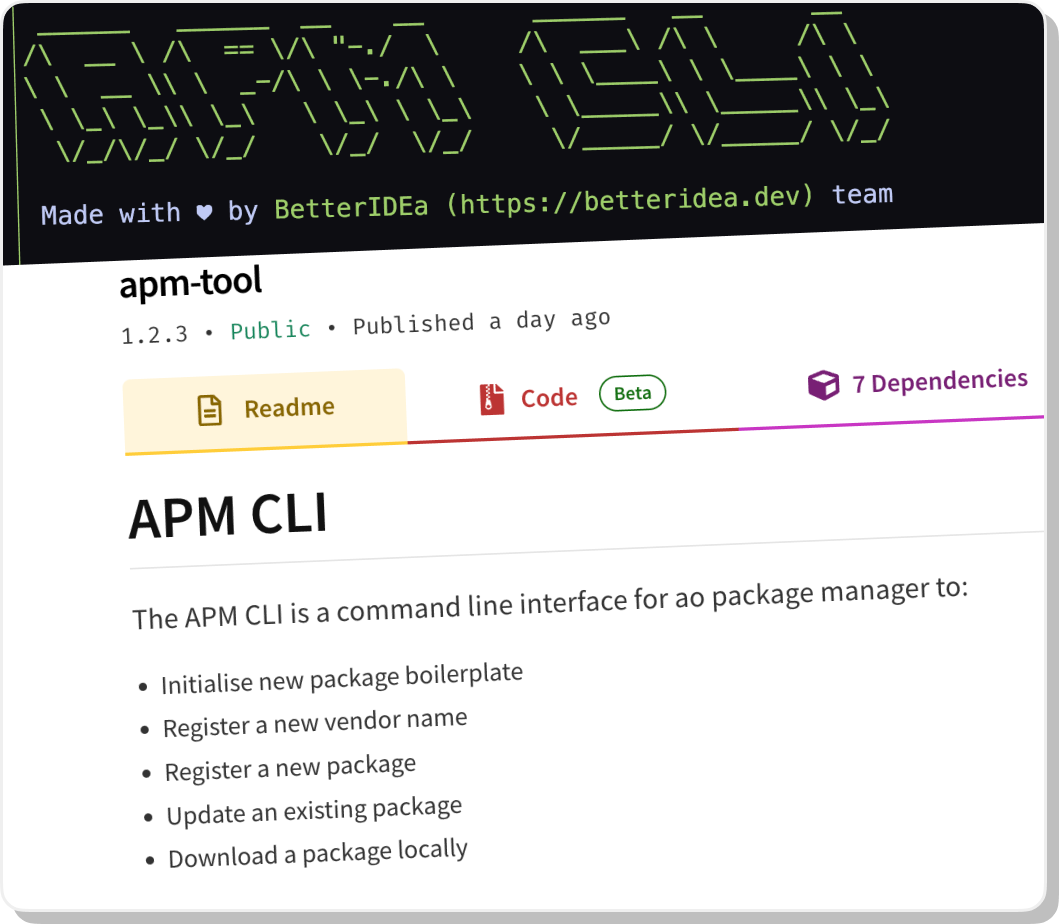 APM CLI
Made with ♥ by BetterIDEa (https://betteridea.dev) team
apm-tool
1.2.3 • Public • Published a day ago
Readme
Code Beta
7 Dependencies
APM CLI
The APM CLI is a command line interface for ao package manager to:
• Initialise new package boilerplate
• Register a new vendor name
• Register a new package
• Update an existing package
• Download a package locally